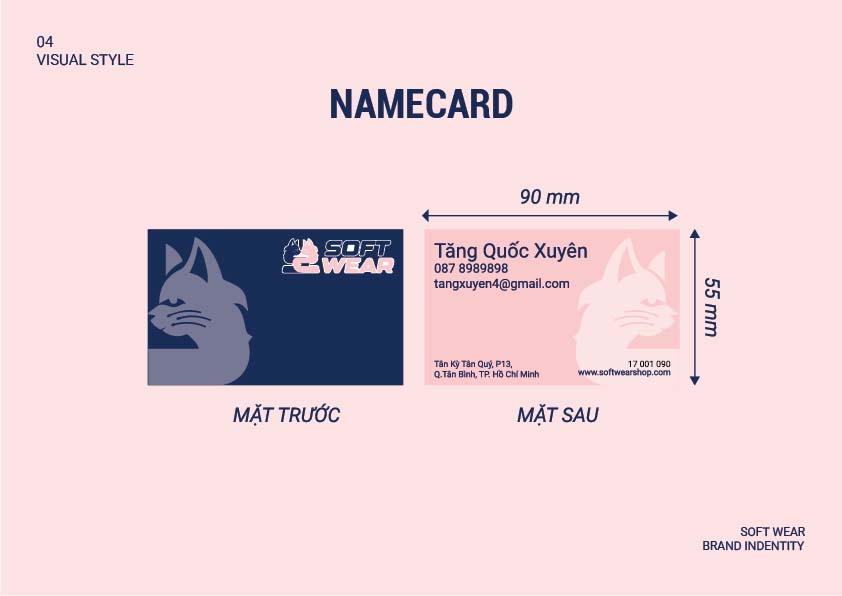 04
VISUAL STYLE
NAMECARD
90 mm
SOFT
WEAR
Tăng Quốc Xuyên
087 8989898
tangxuyen4@gmail.com
55 mm
Tân Kỳ Tân Quý, P13,
Q.Tân Bình, TP. Hồ Chí Minh
17 001 090
www.softwearshop.com
MẶT TRƯỚC
MẶT SAU
SOFT WEAR
BRAND INDENTITY